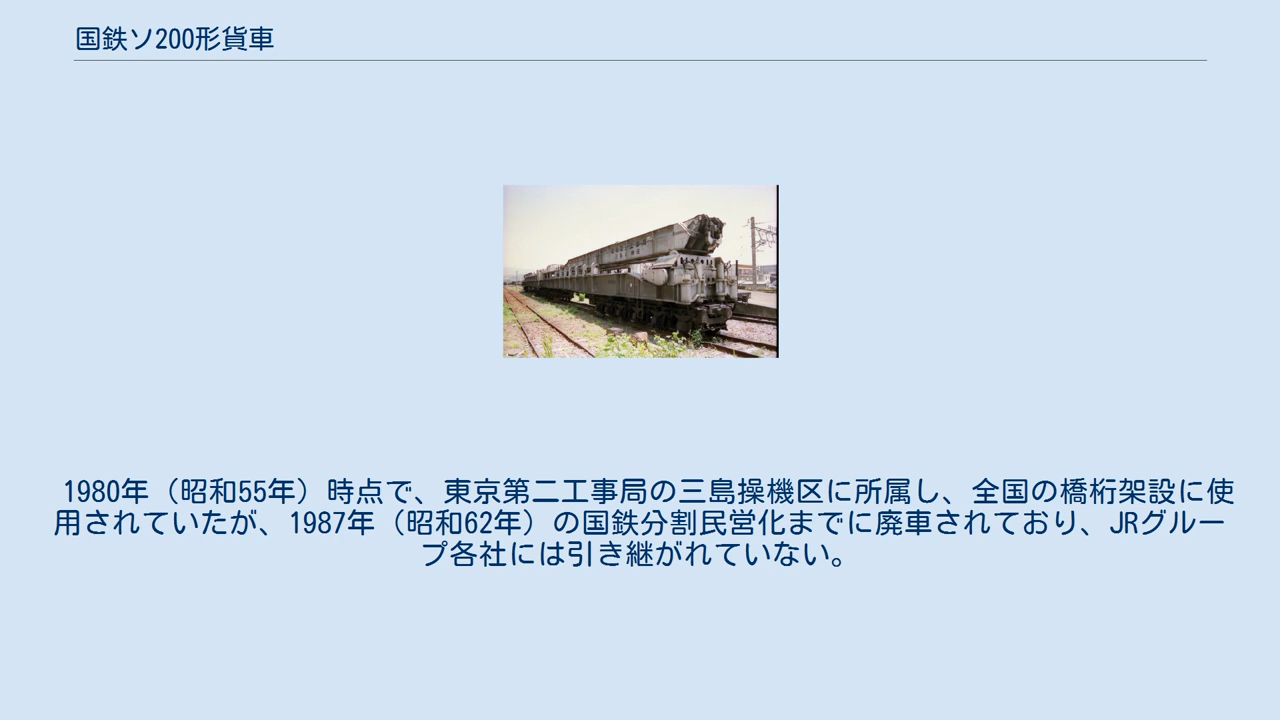 国鉄ソ200形貨車
1980年（昭和55年）時点で、東京第二工事局の三島操機区に所属し、全国の橋桁架設に使
用されていたが、1987年（昭和62年）の国鉄分割民営化までに廃車されており、JRグルー
プ各社には引き継がれていない。